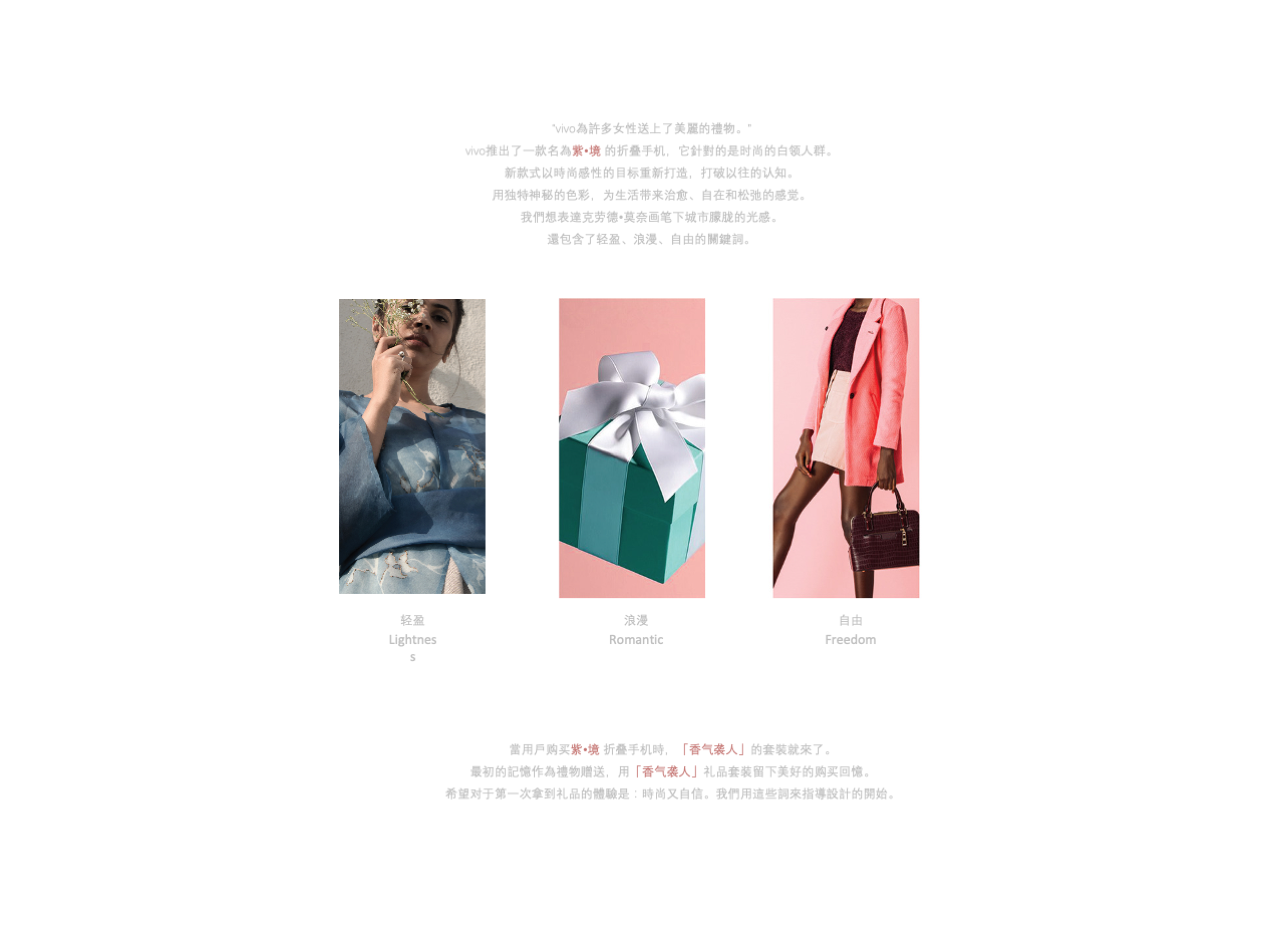 "vivo為許多女性送上了美麗的禮物。"
vivo推出了一款名為紫•境 的折叠手机，它針對的是时尚的白领人群。
新款式以時尚感性的目标重新打造，打破以往的认知。
用独特神秘的色彩，为生活带来治愈、自在和松弛的感觉。
我們想表達克劳德•莫奈画笔下城市朦胧的光感。
還包含了轻盈、浪漫、自由的關鍵詞。
轻盈
Lightnes
s
浪漫
Romantic
自由
Freedom
當用戶购买紫•境 折叠手机時，「香气袭人」的套裝就來了。
最初的記憶作為禮物贈送，用「香气袭人」礼品套装留下美好的购买回憶。
希望对于第一次拿到礼品的體驗是：時尚又自信。我們用這些詞來指導設計的開始。